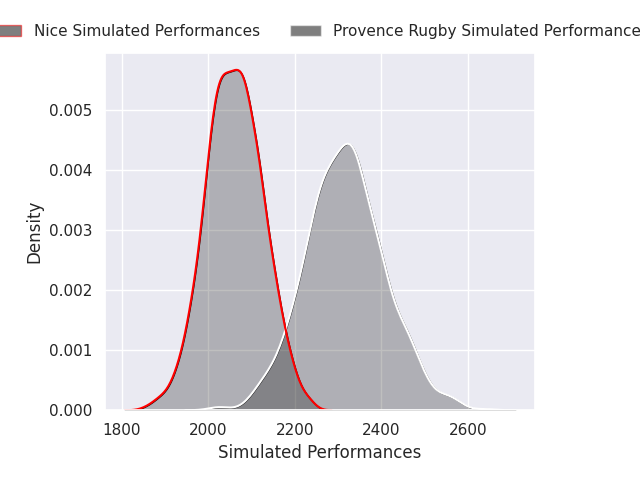 Nice Simulated Performances Provence Rugby Simulated Performance
0.005
0.004
0.003
0.002
0.001
0.000
Density
1800 2000 2200 2400 2600
Simulated Performances